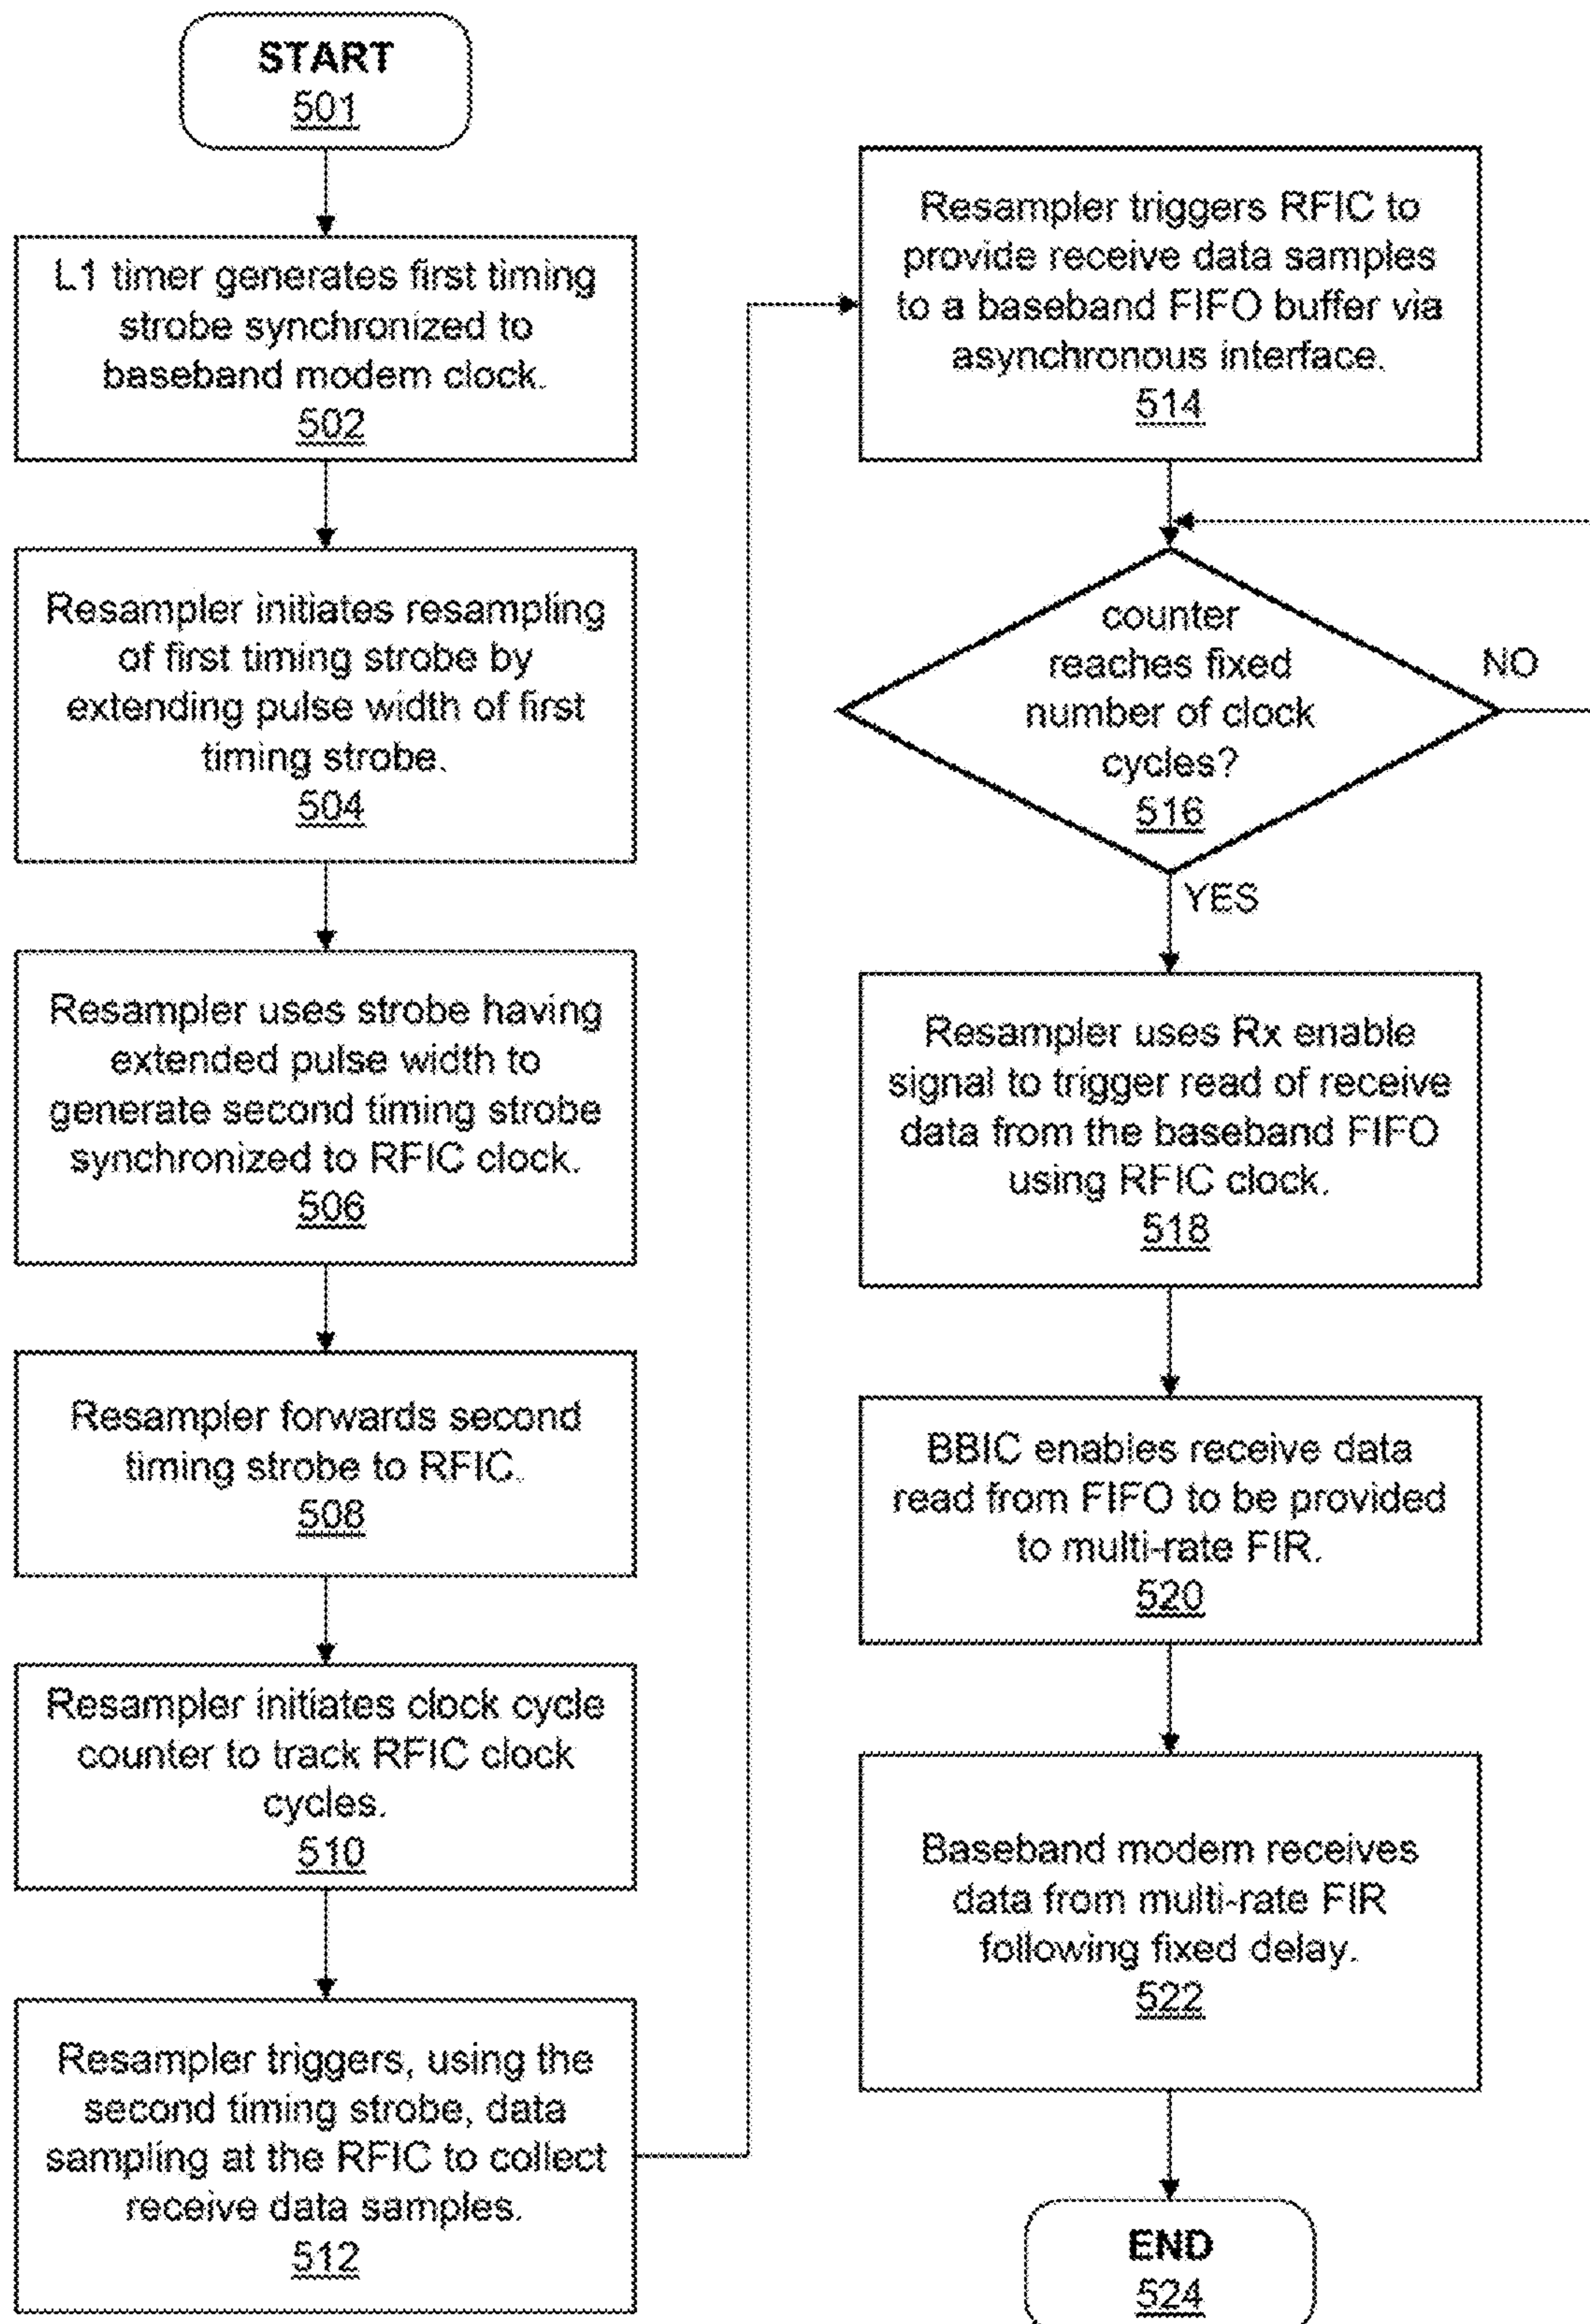 START
501
L1 timer generates first timing
strobe synchronized to
baseband modem clock.
502
Resampler initiates resampling
of first timing strobe by
extending pulse width of first
timing strobe.
504
Resampler uses strobe having
extended pulse width to
generate second timing strobe
synchronized to RFIC clock.
506
Resampler forwards second
timing strobe to RFIC.
508
Resampler initiates clock cycle
counter to track RFIC clock
cycles.
510
Resampler triggers, using the
second timing strobe, data
sampling at the RFIC to collect
receive data samples.
512
Resampler triggers RFIC to
provide receive data samples
to a baseband FIFO buffer via
asynchronous interface.
514
counter
reaches fixed
number of clock
cycles?
516
NO
YES
Resampler uses Rx enable
signal to trigger read of receive
data from the baseband FIFO
using RFIC clock.
518
BBIC enables receive data
read from FIFO to be provided
to multi-rate FIR.
520
Baseband modem receives
data from multi-rate FIR
following fixed delay.
522
END
524